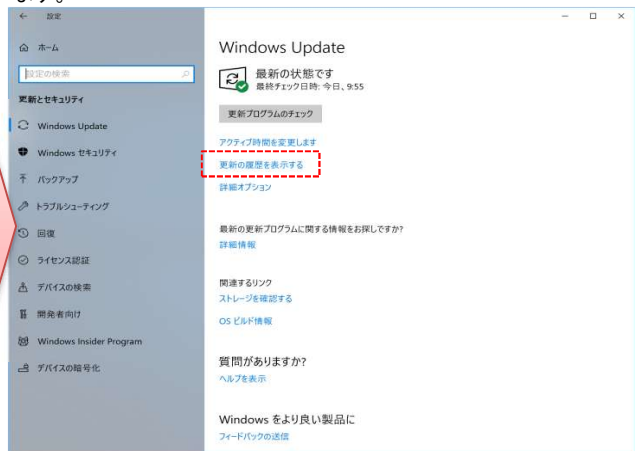 ます。
設定
ホーム
設定の検索
更新とセキュリティ
Windows Update
Windows セキュリティ
バックアップ
トラブルシューティング
回復
ライセンス認証
デバイスの検索
開発者向け
Windows Insider Program
デバイスの暗号化
Windows Update
最新の状態です
最終チェック日時: 今日、9:55
更新プログラムのチェック
アクティブ時間を変更します
更新の履歴を表示する
詳細オプション
最新の更新プログラムに関する情報をお探しですか?
詳細情報
関連するリンク
ストレージを確認する
OS ビルド情報
質問がありますか?
ヘルプを表示
Windows をより良い製品に
フィードバックの送信